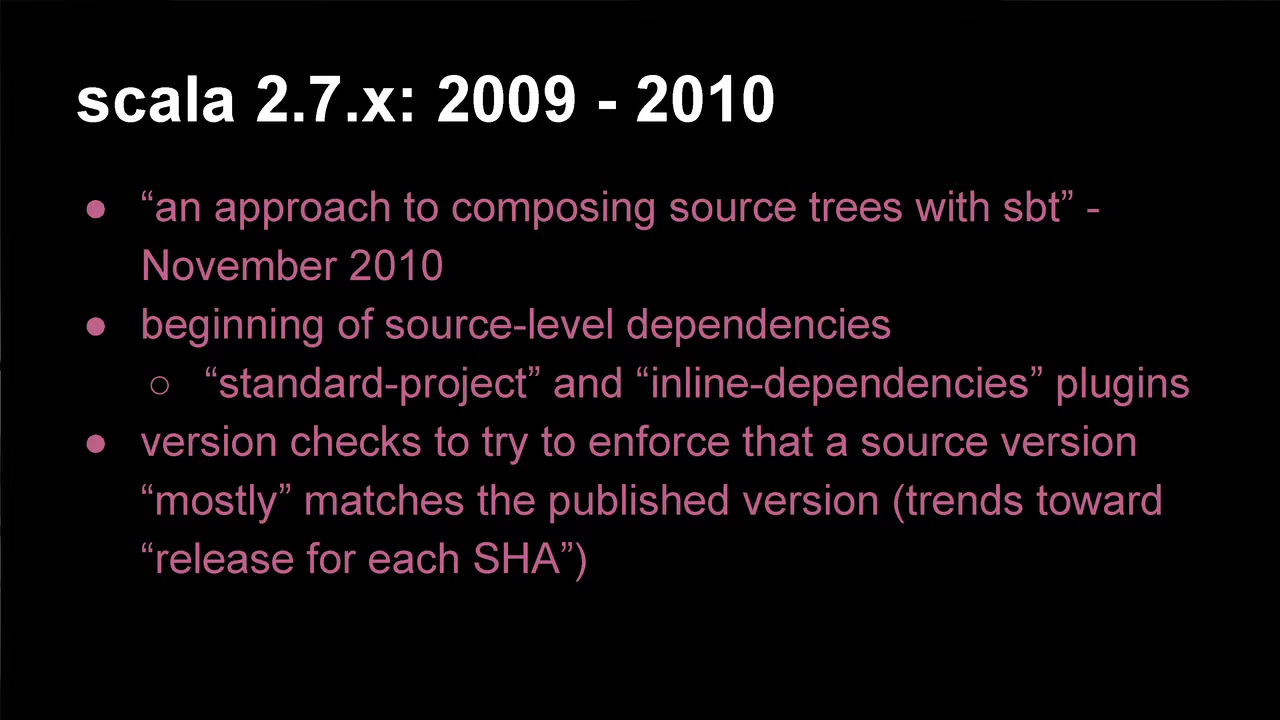 scala 2.7.x: 2009 - 2010
● “an approach to composing source trees with sbt” -
November 2010
● beginning of source-level dependencies
○ “standard-project” and “inline-dependencies” plugins
● version checks to try to enforce that a source version
“mostly” matches the published version (trends toward
“release for each SHA”)